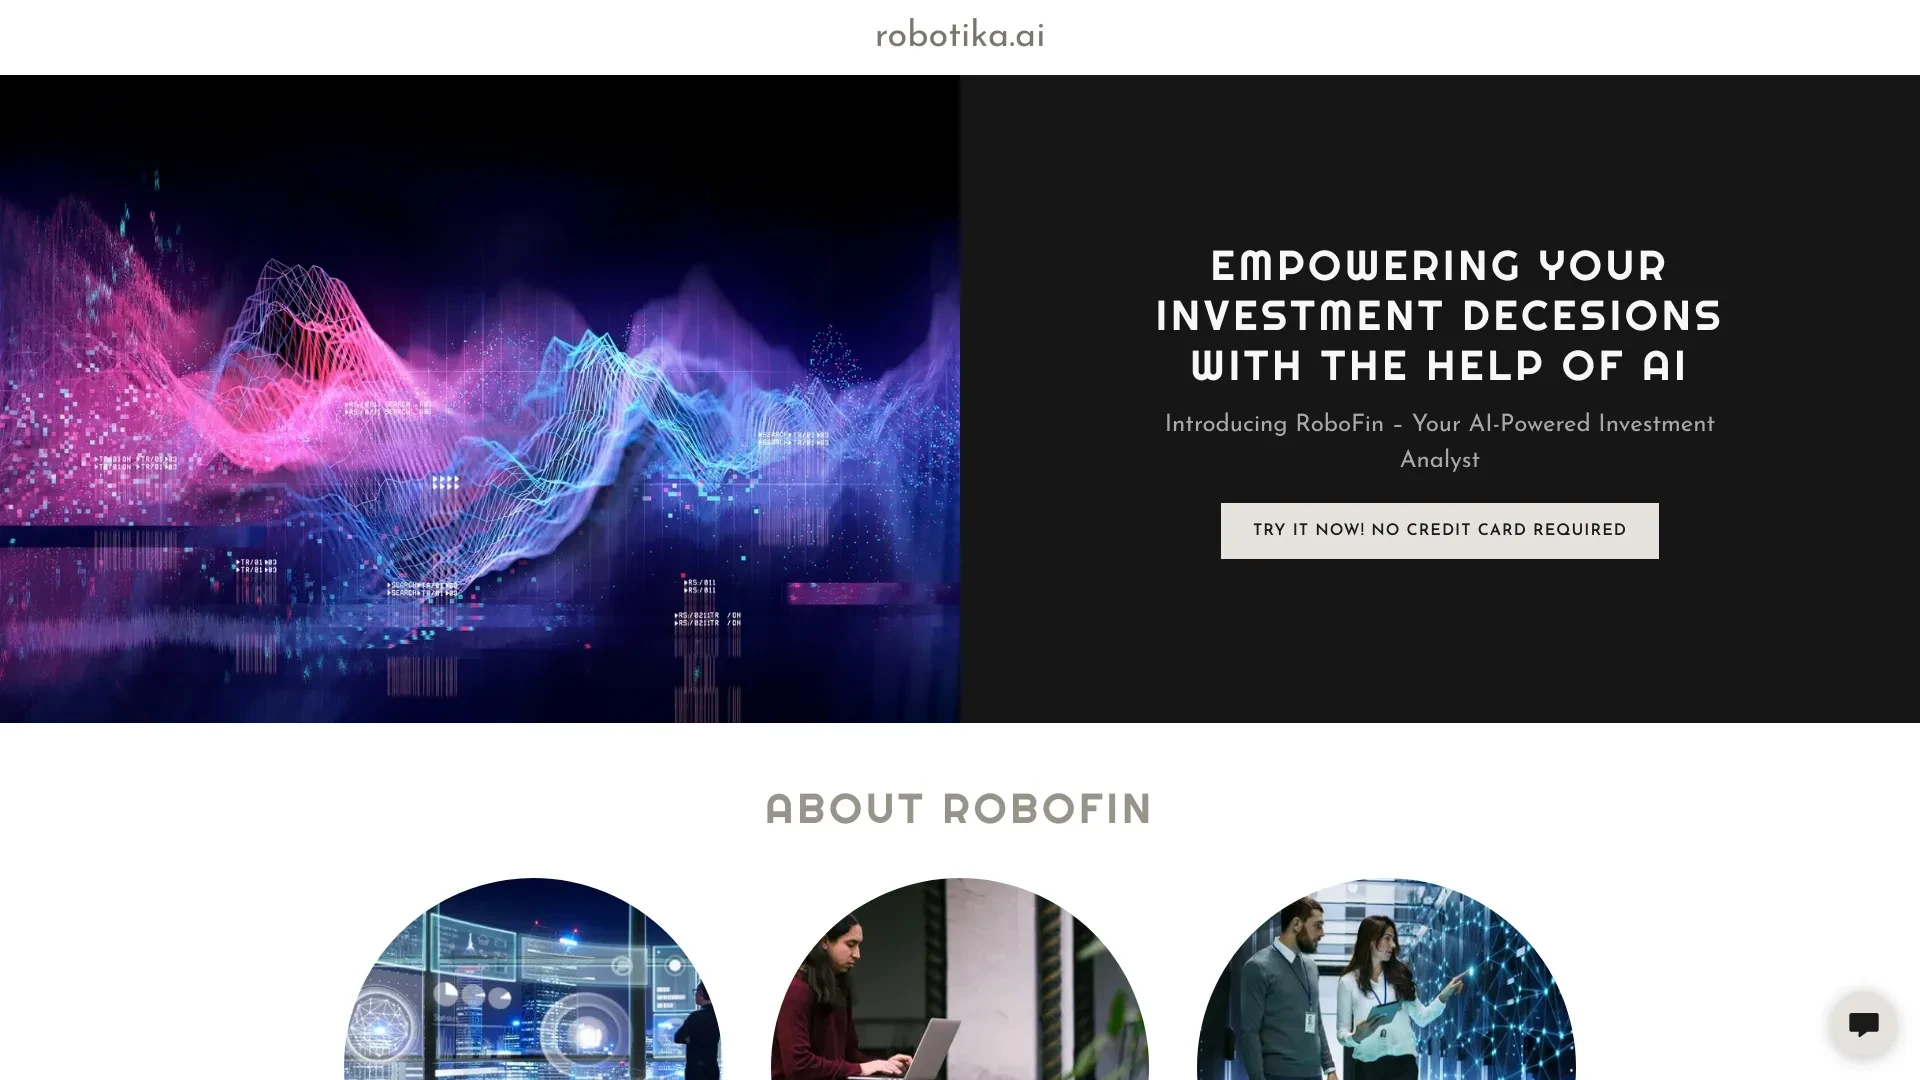 robotika.ai
EMPOWERING YOUR
INVESTMENT DECESIONS
WITH THE HELP OF AI
Introducing RoboFin – Your AI-Powered Investment
Analyst
TRY IT NOW! NO CREDIT CARD REQUIRED
ABOUT ROBOFIN